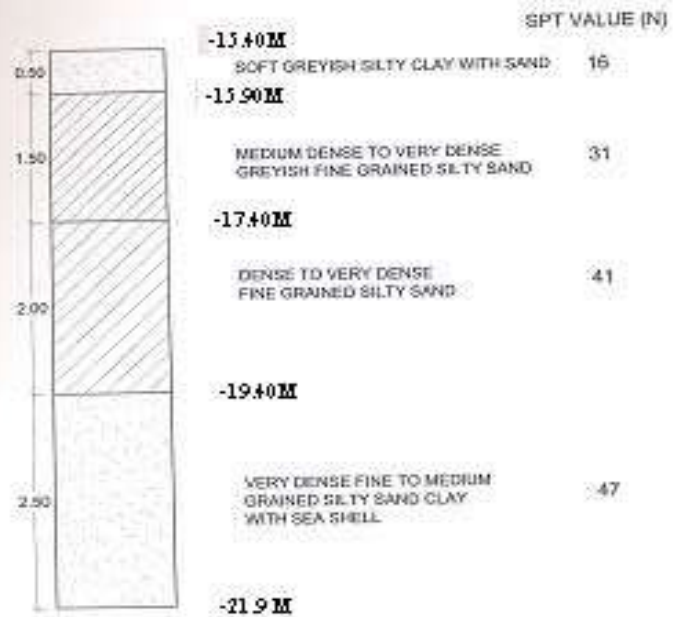 SPT VALUE (N)
-15.40M
0.50
SOFT GREYISH SILTY CLAY WITH SAND 16
-15.90M
1.50
MEDIUM DENSE TO VERY DENSE 31
GREYISH FINE GRAINED SILTY SAND
-17.40M
DENSE TO VERY DENSE 41
FINE GRAINED SILTY SAND
2.00
-19.40M
VERY DENSE FINE TO MEDIUM
GRAINED SILTY SAND CLAY 47
2.50
WITH SEA SHELL
-21.9 M